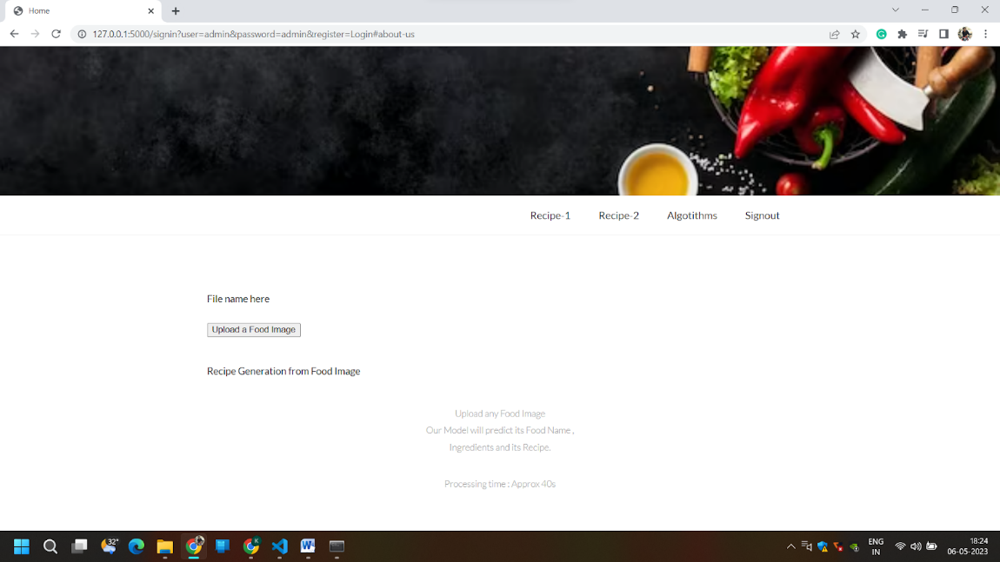 Home
127.0.0.1:5000/signin?user=admin&password=admin&register=Login#about-us
Recipe-1 Recipe-2 Algotithms Signout
File name here
Upload a Food Image
Recipe Generation from Food Image
Upload any Food Image
Our Model will predict its Food Name ,
Ingredients and its Recipe.
Processing time : Approx 40s
32°
ENG
IN
18:24
06-05-2023